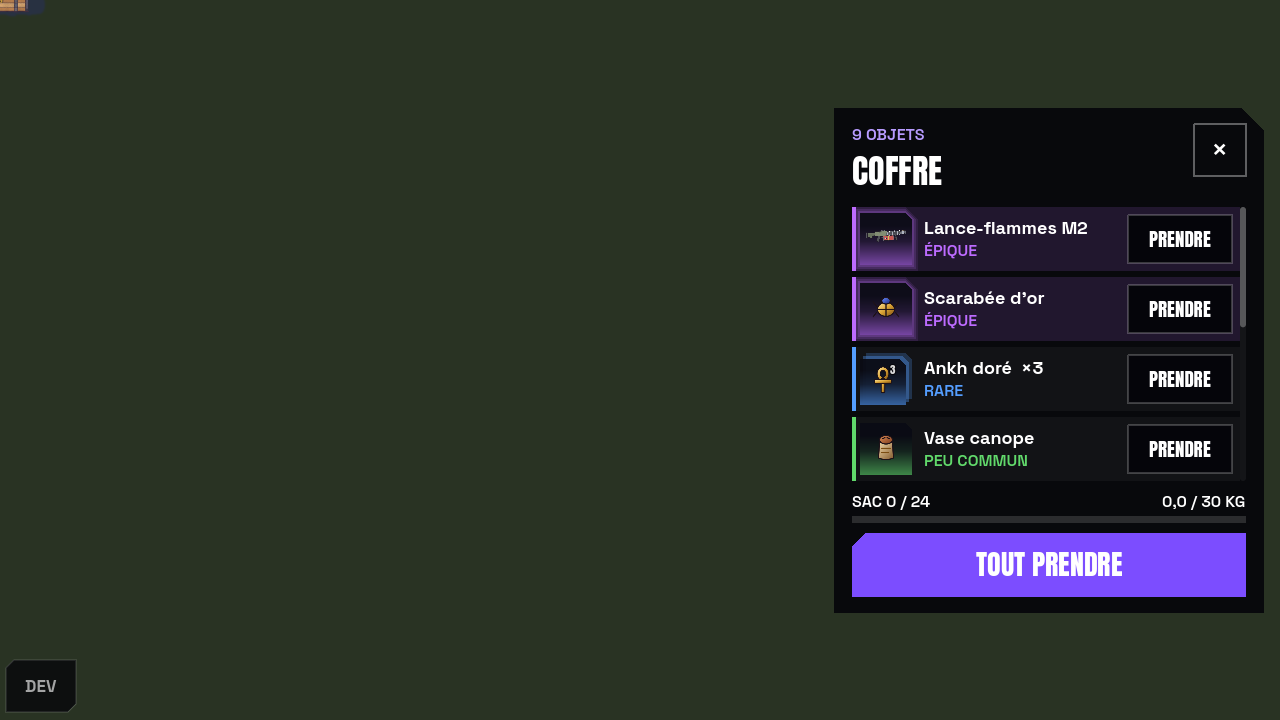 9 OBJETS
COFFRE
×
Lance-flammes M2
ÉPIQUE
PRENDRE
Scarabée d'or
ÉPIQUE
PRENDRE
3
Ankh doré ×3
RARE
PRENDRE
Vase canope
PEU COMMUN
PRENDRE
SAC 0 / 24
0,0 / 30 KG
TOUT PRENDRE
DEV